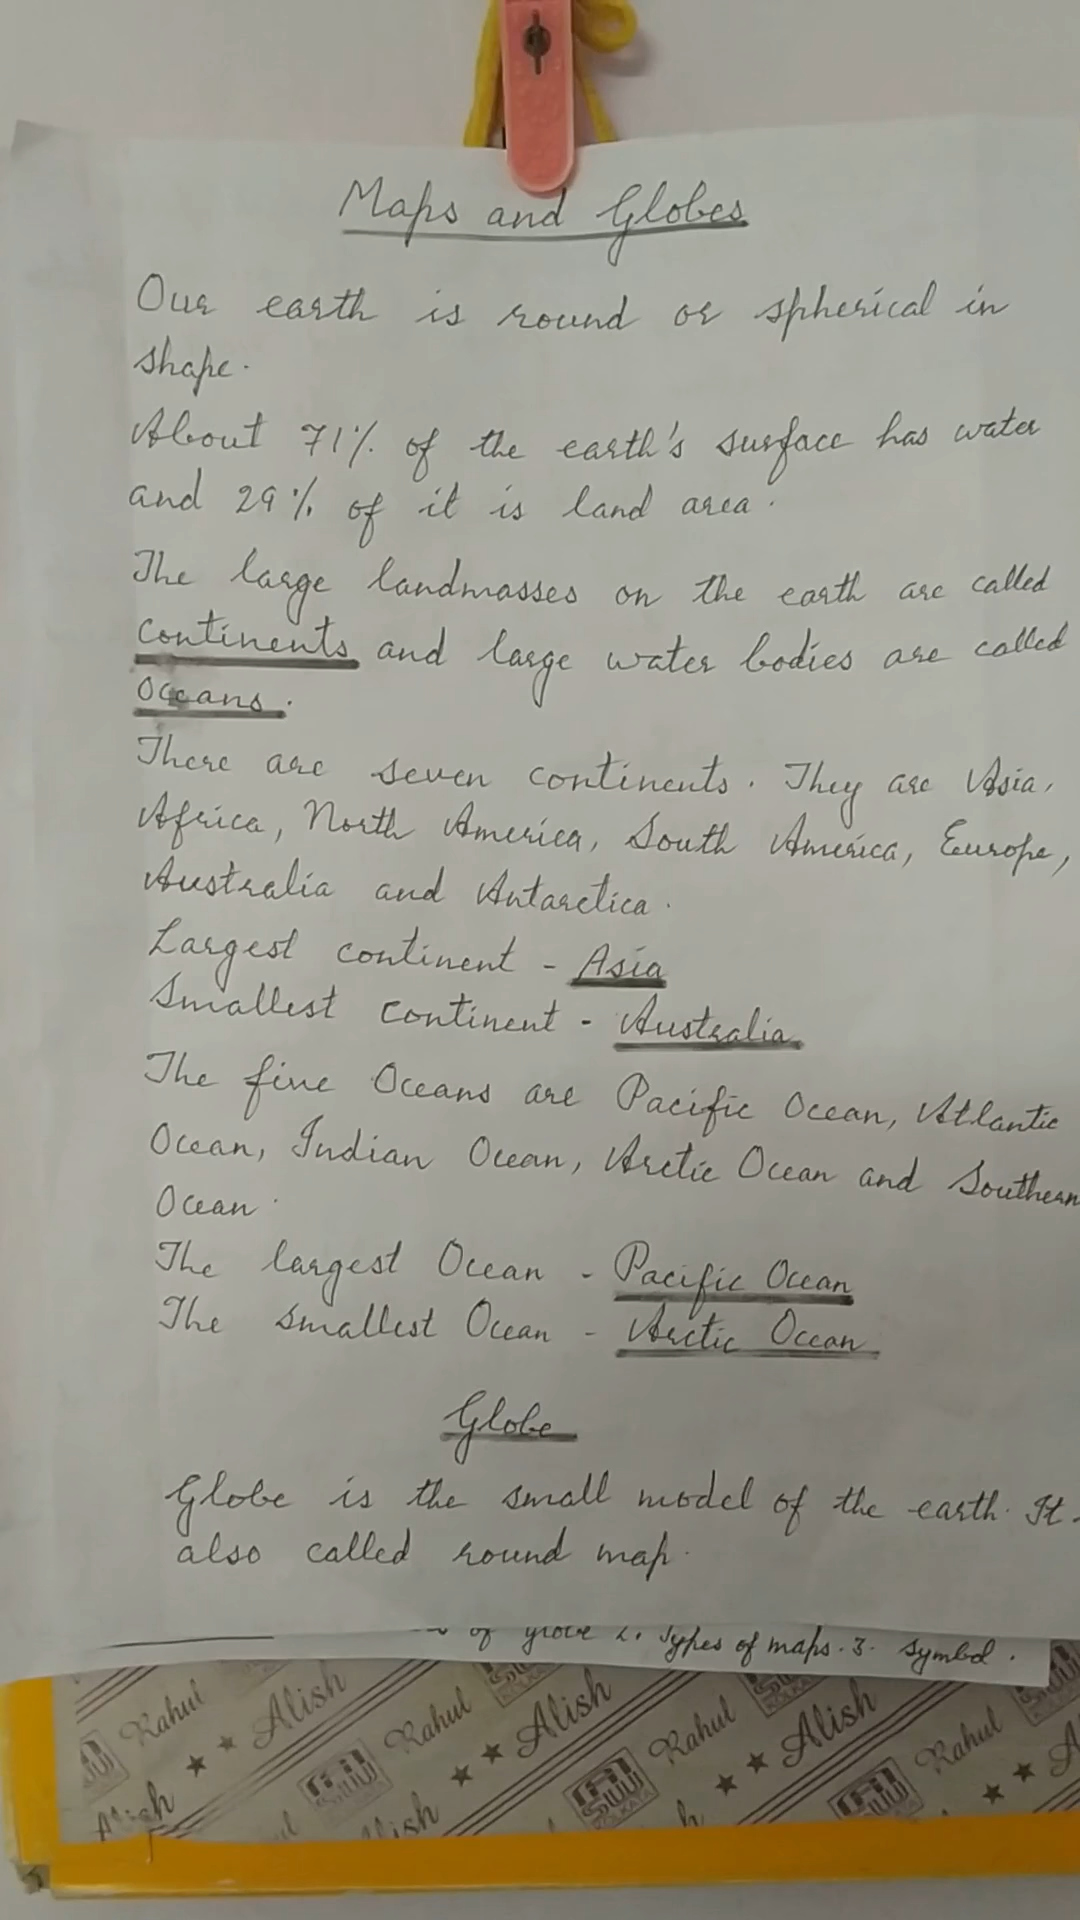 Maps and Globes
Our earth is round or spherical in
shape.
About 71% of the earth's surface has water
and 29% of it is land area.
The large landmasses on the earth are called
continents and large water bodies are called
Oceans.
There are seven continents. They are Asia,
Africa, North America, South America, Europe,
Australia and Antarctica.
Largest continent - Asia
Smallest continent - Australia
The five Oceans are Pacific Ocean, Atlantic
Ocean, Indian Ocean, Arctic Ocean and Southern
Ocean.
The largest Ocean - Pacific Ocean
The smallest Ocean - Arctic Ocean
Globe
Globe is the small model of the earth. It
also called round map.
of globe 2. Types of maps. 3. symbol.
Rahul Alish Rahul Alish Rahul Alish Rahul
Alish